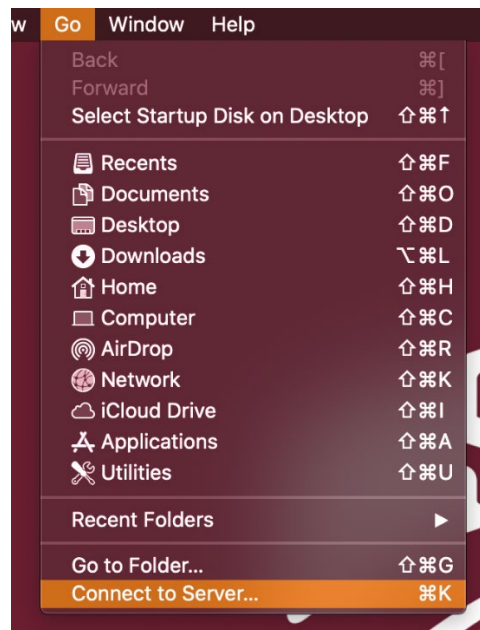 w Go Window Help
Back ⌘[
Forward ⌘]
Select Startup Disk on Desktop ⇧⌘↑
Recents ⇧⌘F
Documents ⇧⌘O
Desktop ⇧⌘D
Downloads ⌥⌘L
Home ⇧⌘H
Computer ⇧⌘C
AirDrop ⇧⌘R
Network ⇧⌘K
iCloud Drive ⇧⌘I
Applications ⇧⌘A
Utilities ⇧⌘U
Recent Folders ▶
Go to Folder... ⇧⌘G
Connect to Server... ⌘K